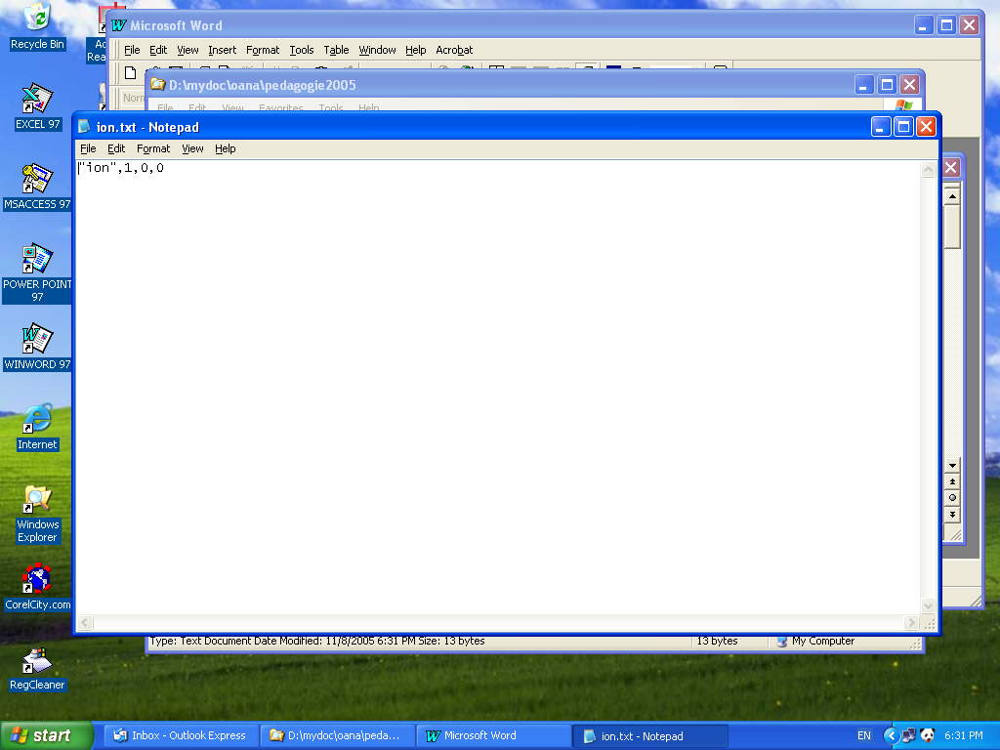 Recycle Bin
EXCEL 97
MSACCESS 97
POWER POINT
97
WINWORD 97
Internet
Windows
Explorer
CorelCity.com
RegCleaner
Microsoft Word
File Edit View Insert Format Tools Table Window Help Acrobat
D:\mydoc\oana\pedagogie2005
File Edit View Favorites Tools Help
ion.txt - Notepad
File Edit Format View Help
"ion",1,0,0
Type: Text Document Date Modified: 11/8/2005 6:31 PM Size: 13 bytes
13 bytes
My Computer
start
Inbox - Outlook Express
D:\mydoc\oana\peda...
Microsoft Word
ion.txt - Notepad
EN
6:31 PM